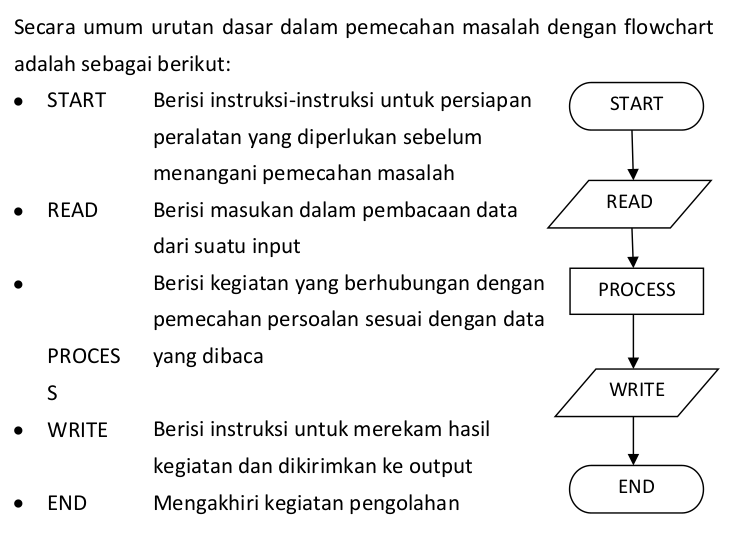 Secara umum urutan dasar dalam pemecahan masalah dengan flowchart
adalah sebagai berikut:
• START Berisi instruksi-instruksi untuk persiapan
peralatan yang diperlukan sebelum
menangani pemecahan masalah
• READ Berisi masukan dalam pembacaan data
dari suatu input
• Berisi kegiatan yang berhubungan dengan
pemecahan persoalan sesuai dengan data
PROCES yang dibaca
S
• WRITE Berisi instruksi untuk merekam hasil
kegiatan dan dikirimkan ke output
• END Mengakhiri kegiatan pengolahan
START
READ
PROCESS
WRITE
END